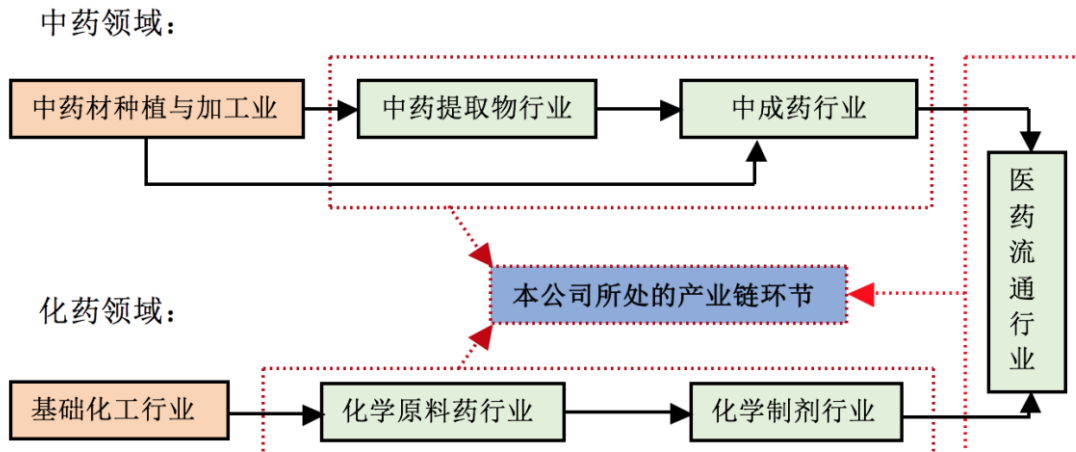 中药领域：
中药材种植与加工业
中药提取物行业
中成药行业
医药流通行业
本公司所处的产业链环节
化药领域：
基础化工行业
化学原料药行业
化学制剂行业